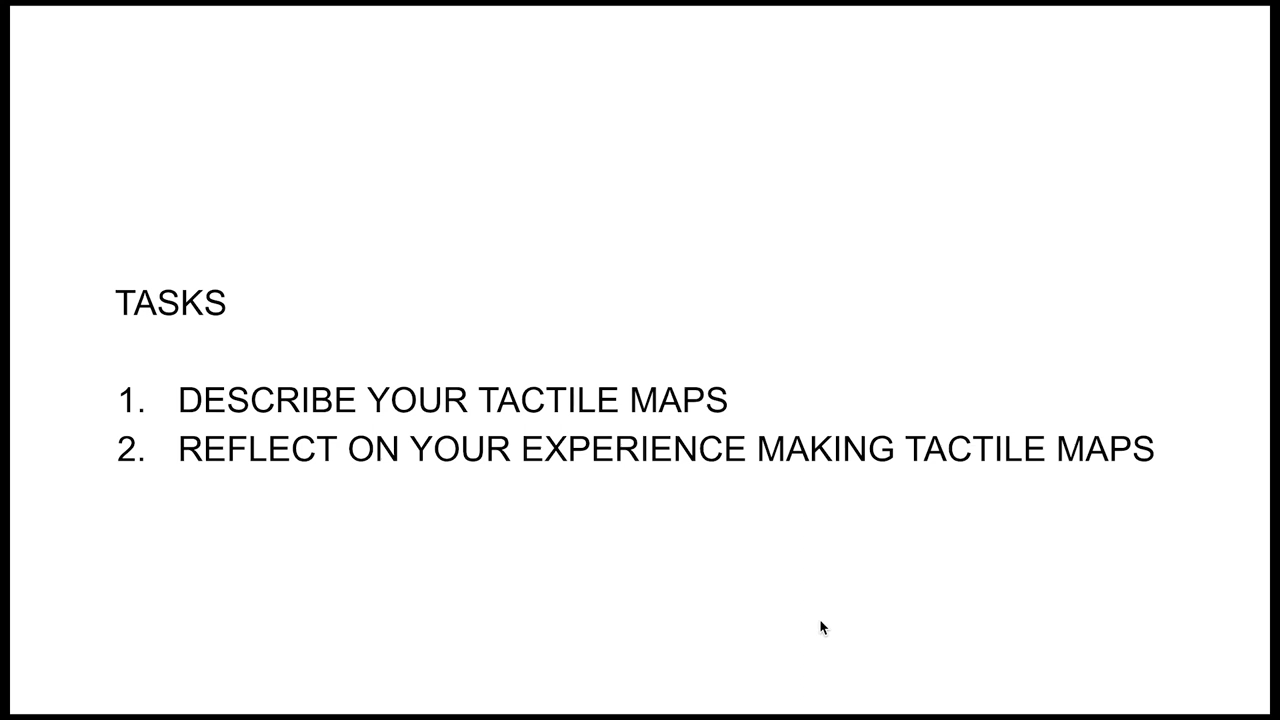 TASKS
1. DESCRIBE YOUR TACTILE MAPS
2. REFLECT ON YOUR EXPERIENCE MAKING TACTILE MAPS